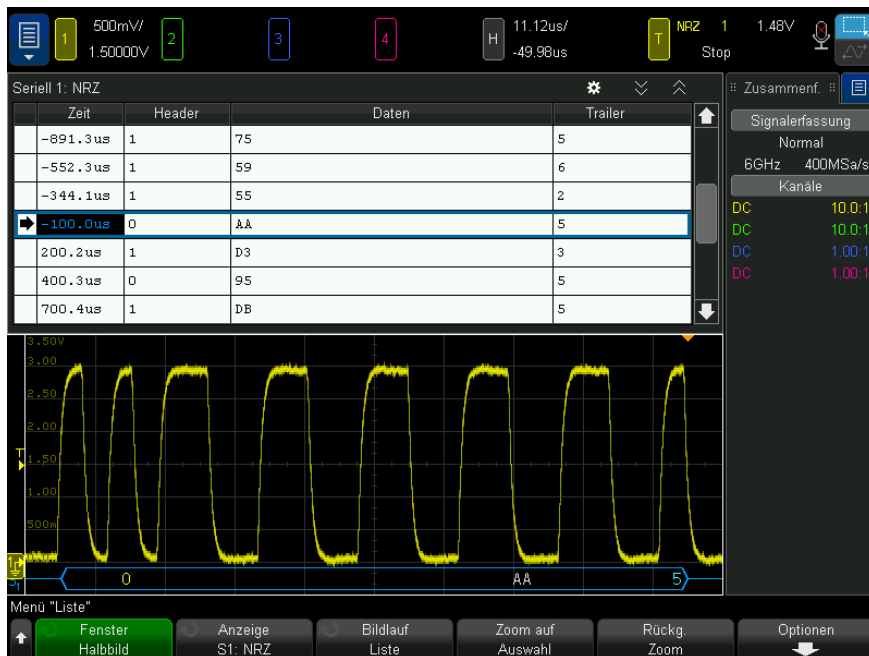 1 500mV/ 1.50000V 2 3 4 H 11.12us/ -49.98us T NRZ 1 1.48V Stop
Seriell 1: NRZ
Zusammenf.
Zeit Header Daten Trailer
-891.3us 1 75 5
-552.3us 1 59 6
-344.1us 1 55 2
-100.0us 0 AA 5
200.2us 1 D3 3
400.3us 0 95 5
700.4us 1 DB 5
Signalerfassung
Normal
6GHz 400MSa/s
Kanäle
DC 10.0:1
DC 10.0:1
DC 1.00:1
DC 1.00:1
3.50V
3.00
2.50
2.00
T
1.50
1.00
500m
1
S1
0 AA 5
Menü "Liste"
Fenster
Halbbild
Anzeige
S1: NRZ
Bildlauf
Liste
Zoom auf
Auswahl
Rückg.
Zoom
Optionen